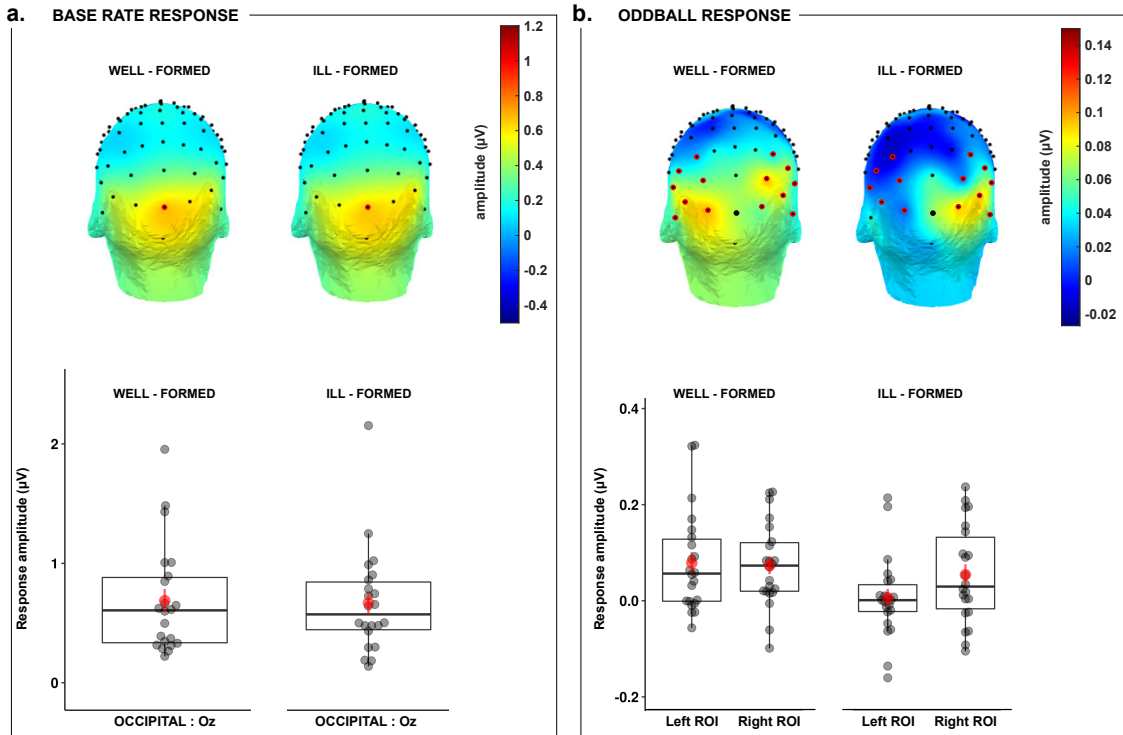 a. BASE RATE RESPONSE
WELL - FORMED
ILL - FORMED
1.2
1
0.8
0.6
0.4
0.2
0
-0.2
-0.4
amplitude (µV)
WELL - FORMED
ILL - FORMED
Response amplitude (µV)
2
1
0
OCCIPITAL : Oz
OCCIPITAL : Oz
b. ODDBALL RESPONSE
WELL - FORMED
ILL - FORMED
0.14
0.12
0.1
0.08
0.06
0.04
0.02
0
-0.02
amplitude (µV)
WELL - FORMED
ILL - FORMED
Response amplitude (µV)
0.4
0.2
0.0
-0.2
Left ROI
Right ROI
Left ROI
Right ROI